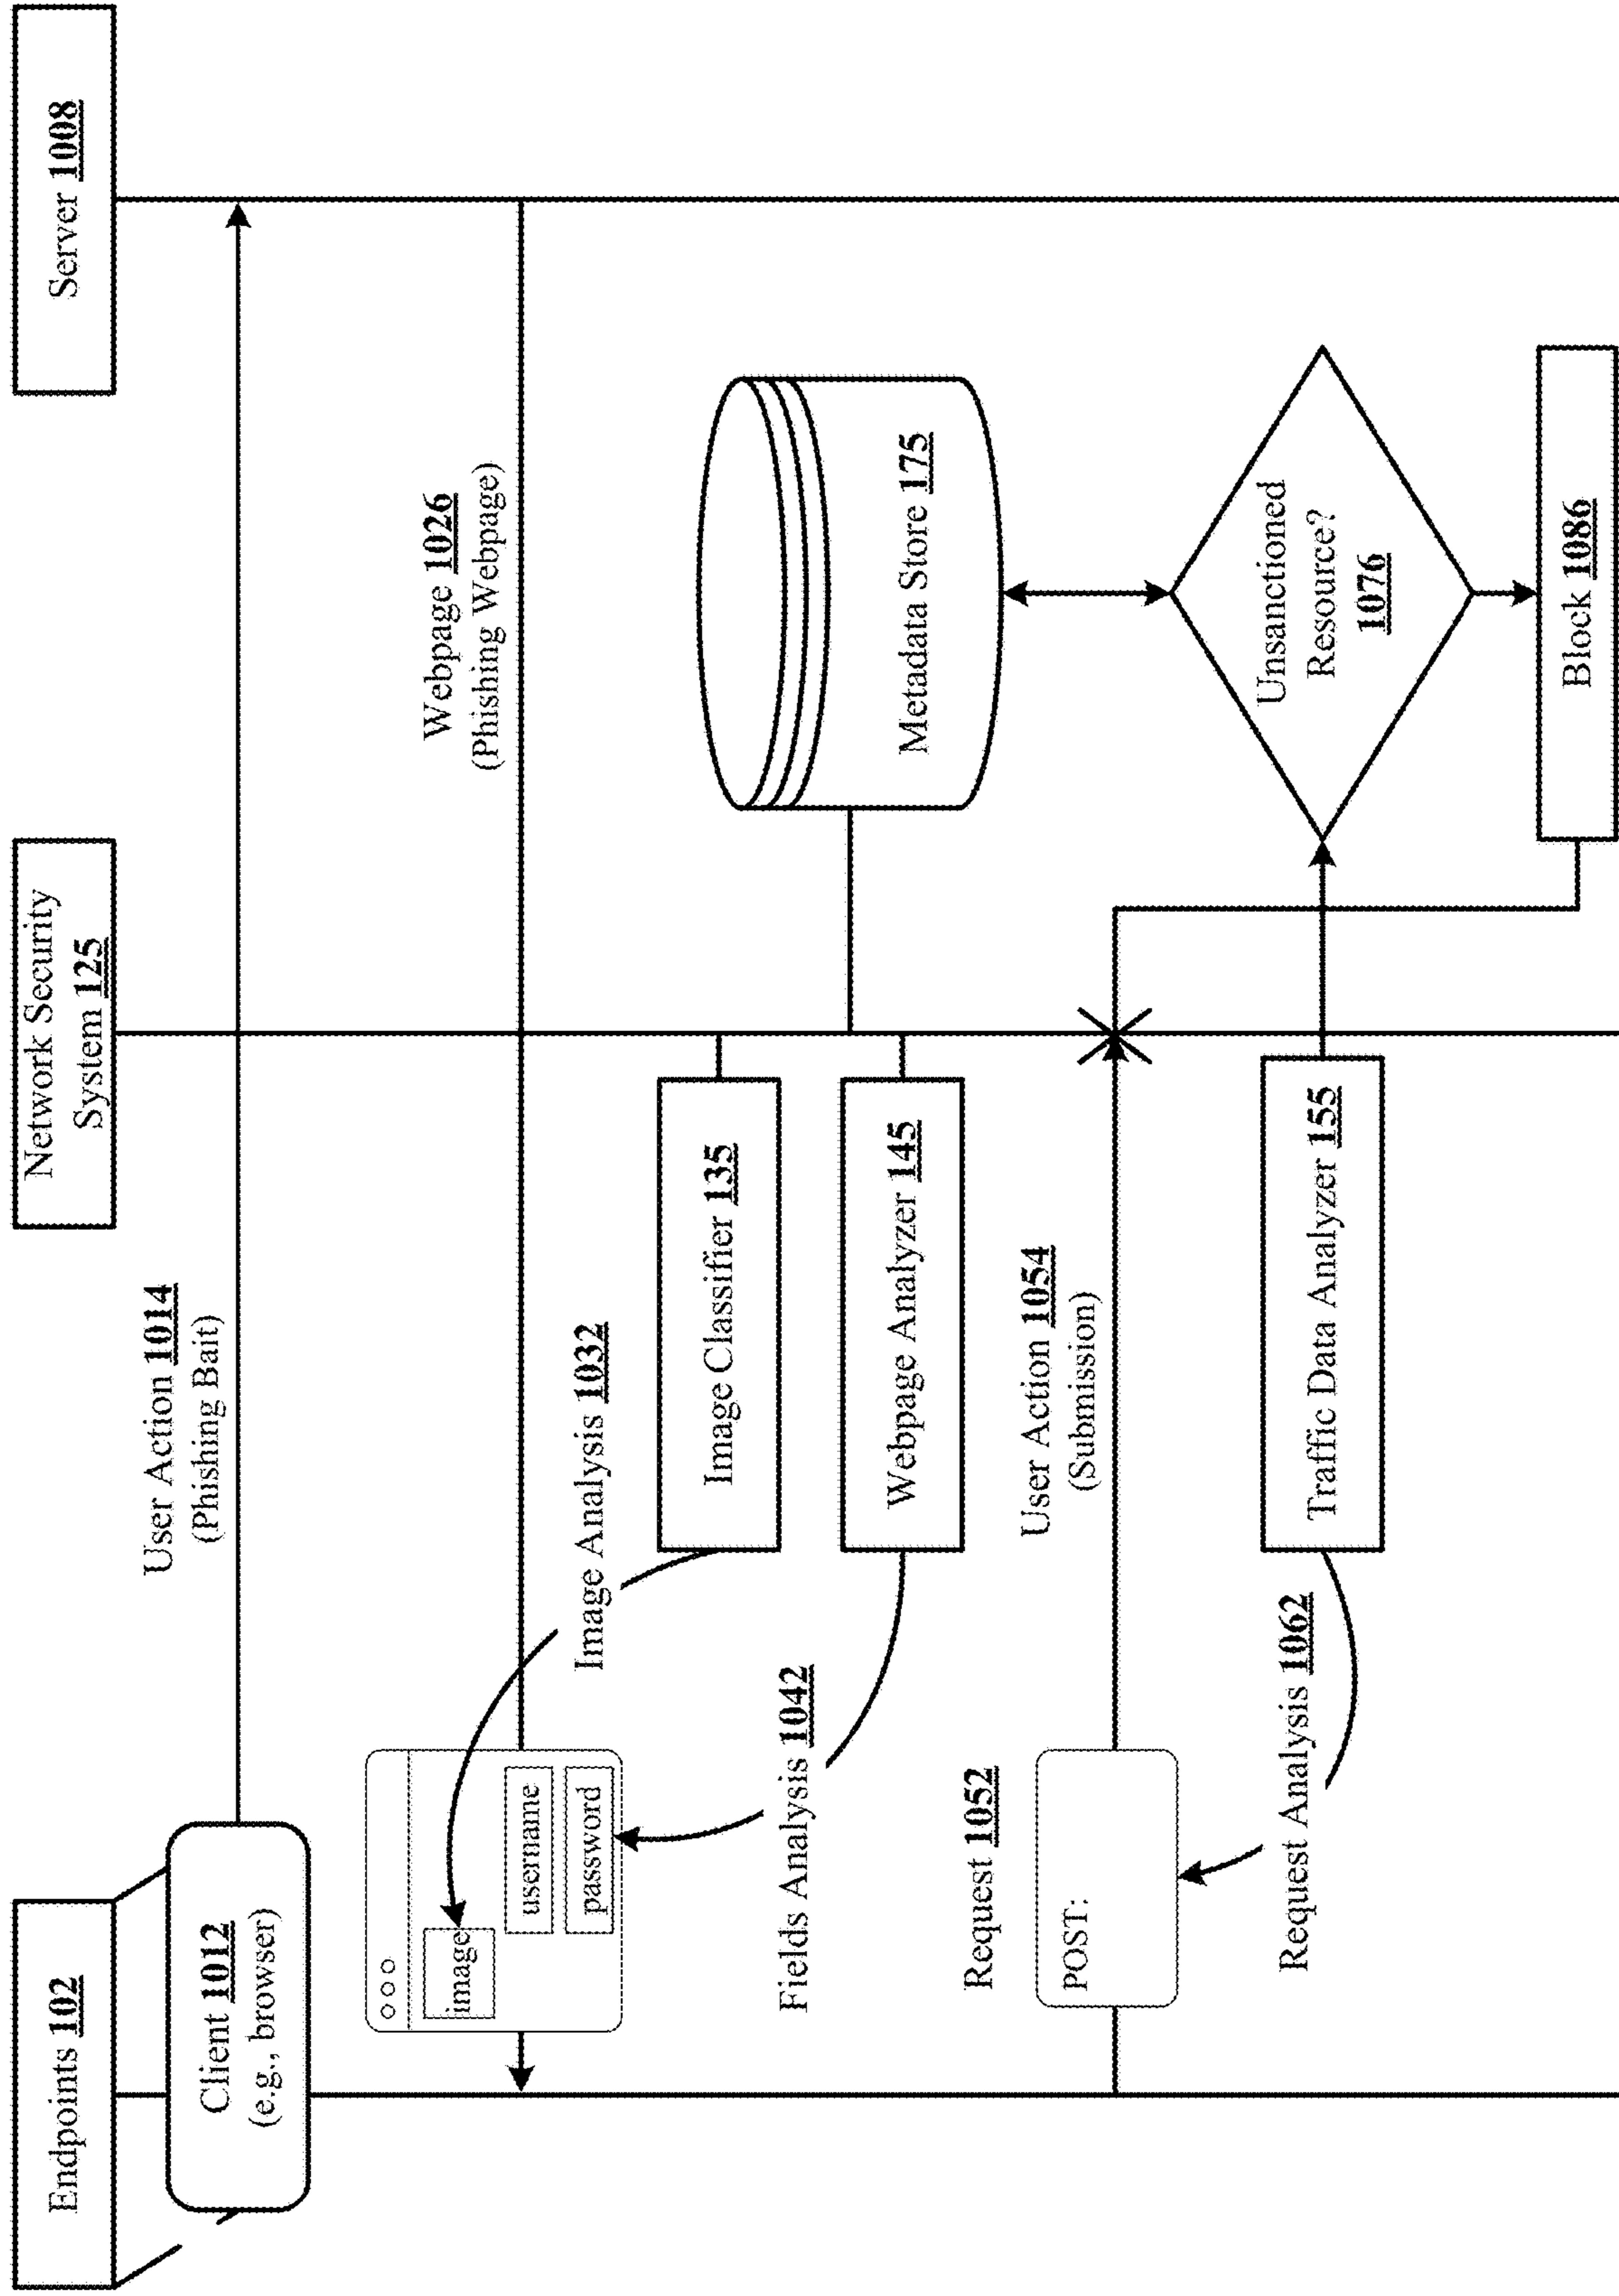 Endpoints 102
Network Security
System 125
Server 1008
Client 1012
(e.g., browser)
User Action 1014
(Phishing Bait)
Webpage 1026
(Phishing Webpage)
image
username
password
Image Analysis 1032
Image Classifier 135
Fields Analysis 1042
Webpage Analyzer 145
Metadata Store 175
Request 1052
User Action 1054
(Submission)
POST:
Request Analysis 1062
Traffic Data Analyzer 155
Unsanctioned
Resource?
1076
Block 1086